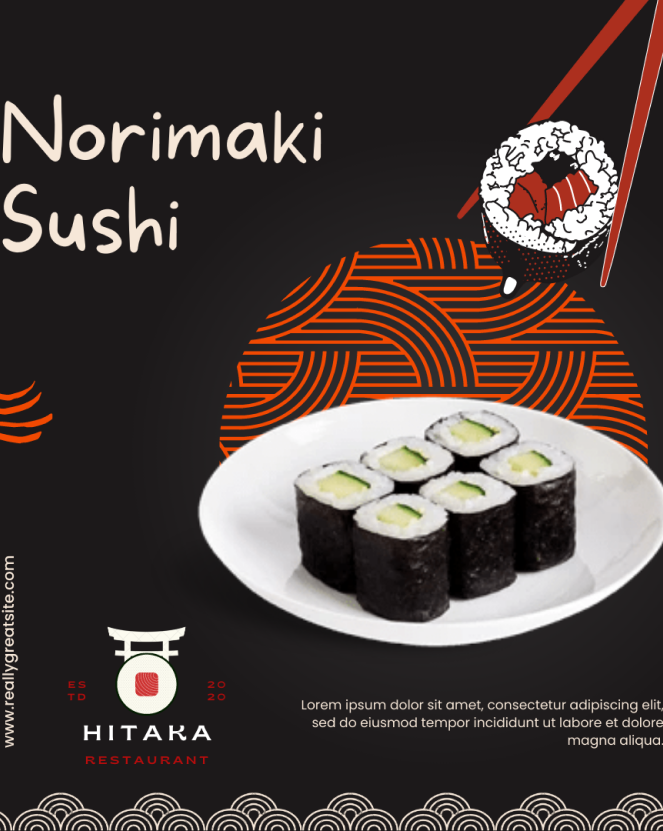 Norimaki
Sushi
www.reallygreatsite.com
ES 20
TD 20
HITAKA
RESTAURANT
Lorem ipsum dolor sit amet, consectetur adipiscing elit,
sed do eiusmod tempor incididunt ut labore et dolore
magna aliqua.